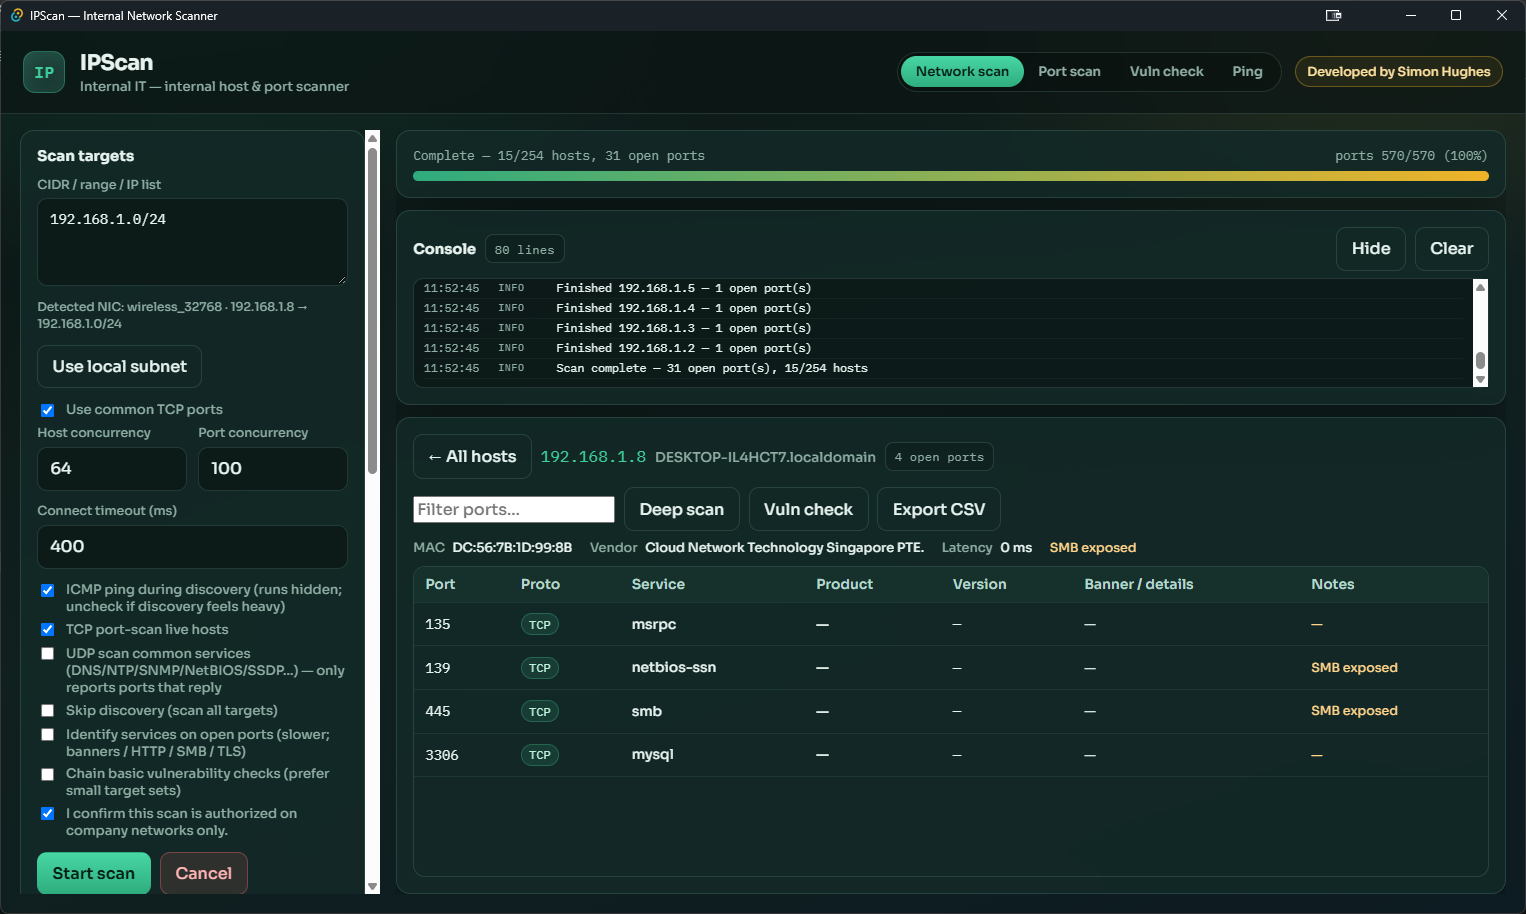 IPScan — Internal Network Scanner
IP
IPScan
Internal IT — internal host & port scanner
Network scan Port scan Vuln check Ping
Developed by Simon Hughes
Scan targets
CIDR / range / IP list
192.168.1.0/24
Detected NIC: wireless_32768 · 192.168.1.8 →
192.168.1.0/24
Use local subnet
Use common TCP ports
Host concurrency Port concurrency
64 100
Connect timeout (ms)
400
ICMP ping during discovery (runs hidden;
uncheck if discovery feels heavy)
TCP port-scan live hosts
UDP scan common services
(DNS/NTP/SNMP/NetBIOS/SSDP...) — only
reports ports that reply
Skip discovery (scan all targets)
Identify services on open ports (slower;
banners / HTTP / SMB / TLS)
Chain basic vulnerability checks (prefer
small target sets)
I confirm this scan is authorized on
company networks only.
Start scan Cancel
Complete — 15/254 hosts, 31 open ports ports 570/570 (100%)
Console 80 lines Hide Clear
11:52:45 INFO Finished 192.168.1.5 — 1 open port(s)
11:52:45 INFO Finished 192.168.1.4 — 1 open port(s)
11:52:45 INFO Finished 192.168.1.3 — 1 open port(s)
11:52:45 INFO Finished 192.168.1.2 — 1 open port(s)
11:52:45 INFO Scan complete — 31 open port(s), 15/254 hosts
← All hosts 192.168.1.8 DESKTOP-IL4HCT7.localdomain 4 open ports
Filter ports... Deep scan Vuln check Export CSV
MAC DC:56:7B:1D:99:8B Vendor Cloud Network Technology Singapore PTE. Latency 0 ms SMB exposed
Port Proto Service Product Version Banner / details Notes
135 TCP msrpc — — — —
139 TCP netbios-ssn — — — SMB exposed
445 TCP smb — — — SMB exposed
3306 TCP mysql — — — —